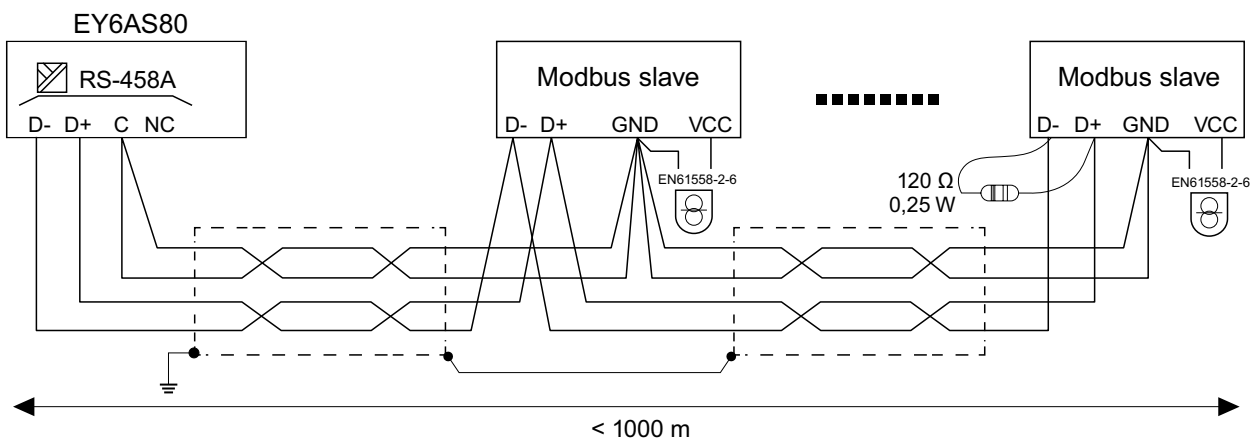 EY6AS80
RS-458A
D- D+ C NC
Modbus slave
D- D+ GND VCC
EN61558-2-6
Modbus slave
D- D+ GND VCC
120 Ω
0,25 W
EN61558-2-6
< 1000 m